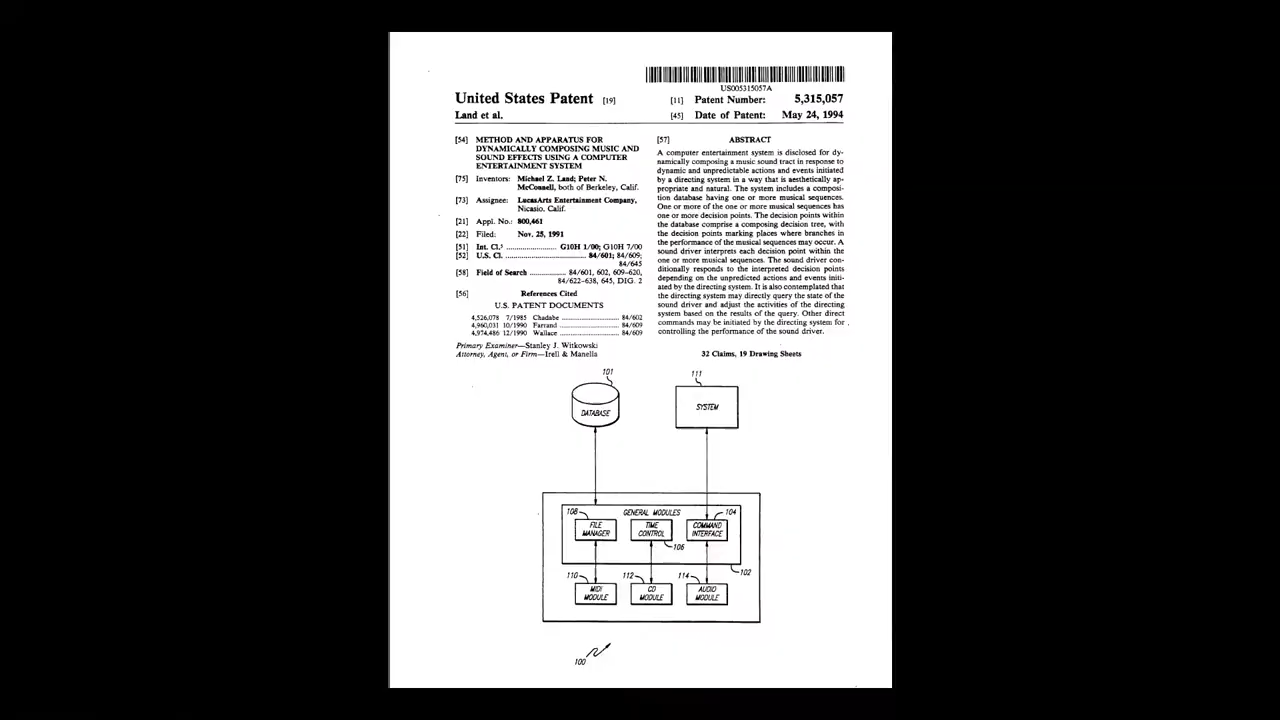 US005315057A
United States Patent [19]
Land et al.
[11] Patent Number: 5,315,057
[45] Date of Patent: May 24, 1994
[54] METHOD AND APPARATUS FOR
DYNAMICALLY COMPOSING MUSIC AND
SOUND EFFECTS USING A COMPUTER
ENTERTAINMENT SYSTEM
[75] Inventors: Michael Z. Land; Peter N.
McConnell, both of Berkeley, Calif.
[73] Assignee: LucasArts Entertainment Company,
Nicasio, Calif.
[21] Appl. No.: 800,461
[22] Filed: Nov. 25, 1991
[51] Int. Cl.⁵ .......................... G10H 1/00; G10H 7/00
[52] U.S. Cl. ...................................... 84/601; 84/609;
84/645
[58] Field of Search ................. 84/601, 602, 609-620,
84/622-638, 645, DIG. 2
[56] References Cited
U.S. PATENT DOCUMENTS
4,526,078 7/1985 Chadabe ........................ 84/602
4,960,031 10/1990 Farrand ........................ 84/609
4,974,486 12/1990 Wallace ........................ 84/609
Primary Examiner—Stanley J. Witkowski
Attorney, Agent, or Firm—Irell & Manella
[57] ABSTRACT
A computer entertainment system is disclosed for dy-
namically composing a music sound tract in response to
dynamic and unpredictable actions and events initiated
by a directing system in a way that is aesthetically ap-
propriate and natural. The system includes a composi-
tion database having one or more musical sequences.
One or more of the one or more musical sequences has
one or more decision points. The decision points within
the database comprise a composing decision tree, with
the decision points marking places where branches in
the performance of the musical sequences may occur. A
sound driver interprets each decision point within the
one or more musical sequences. The sound driver con-
ditionally responds to the interpreted decision points
depending on the unpredicted actions and events initi-
ated by the directing system. It is also contemplated that
the directing system may directly query the state of the
sound driver and adjust the activities of the directing
system based on the results of the query. Other direct
commands may be initiated by the directing system for
controlling the performance of the sound driver.
32 Claims, 19 Drawing Sheets
101
DATABASE
111
SYSTEM
GENERAL MODULES
108
FILE
MANAGER
TIME
CONTROL
106
104
COMMAND
INTERFACE
102
110
MIDI
MODULE
112
CD
MODULE
114
AUDIO
MODULE
100